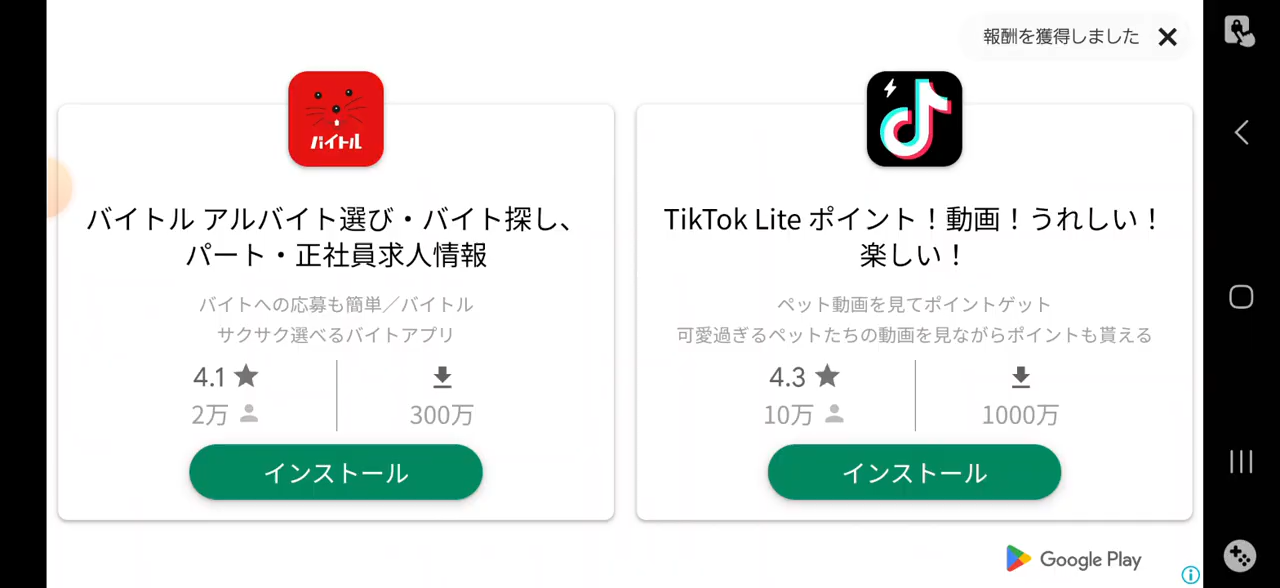 報酬を獲得しました
バイトル
バイトル アルバイト選び・バイト探し、
パート・正社員求人情報
バイトへの応募も簡単／バイトル
サクサク選べるバイトアプリ
4.1
2万
300万
インストール
TikTok Lite ポイント！動画！うれしい！
楽しい！
ペット動画を見てポイントゲット
可愛過ぎるペットたちの動画を見ながらポイントも貰える
4.3
10万
1000万
インストール
Google Play